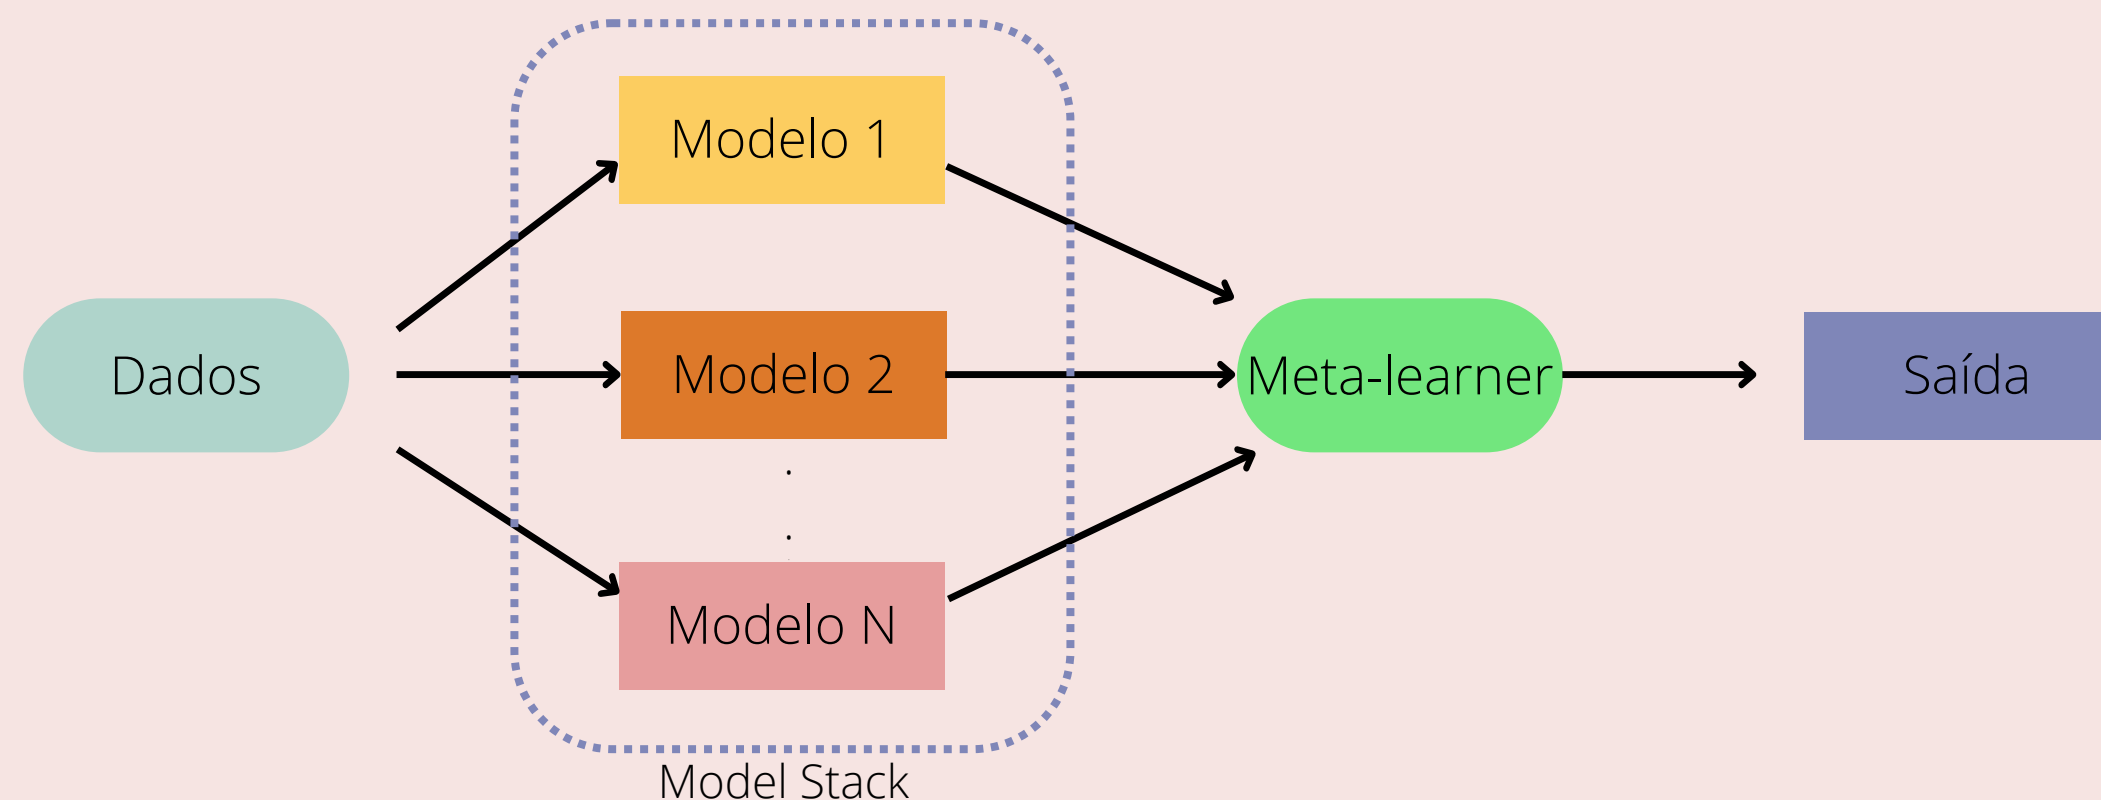 Modelo 1
Dados
Modelo 2
Meta-learner
Saída
Modelo N
Model Stack